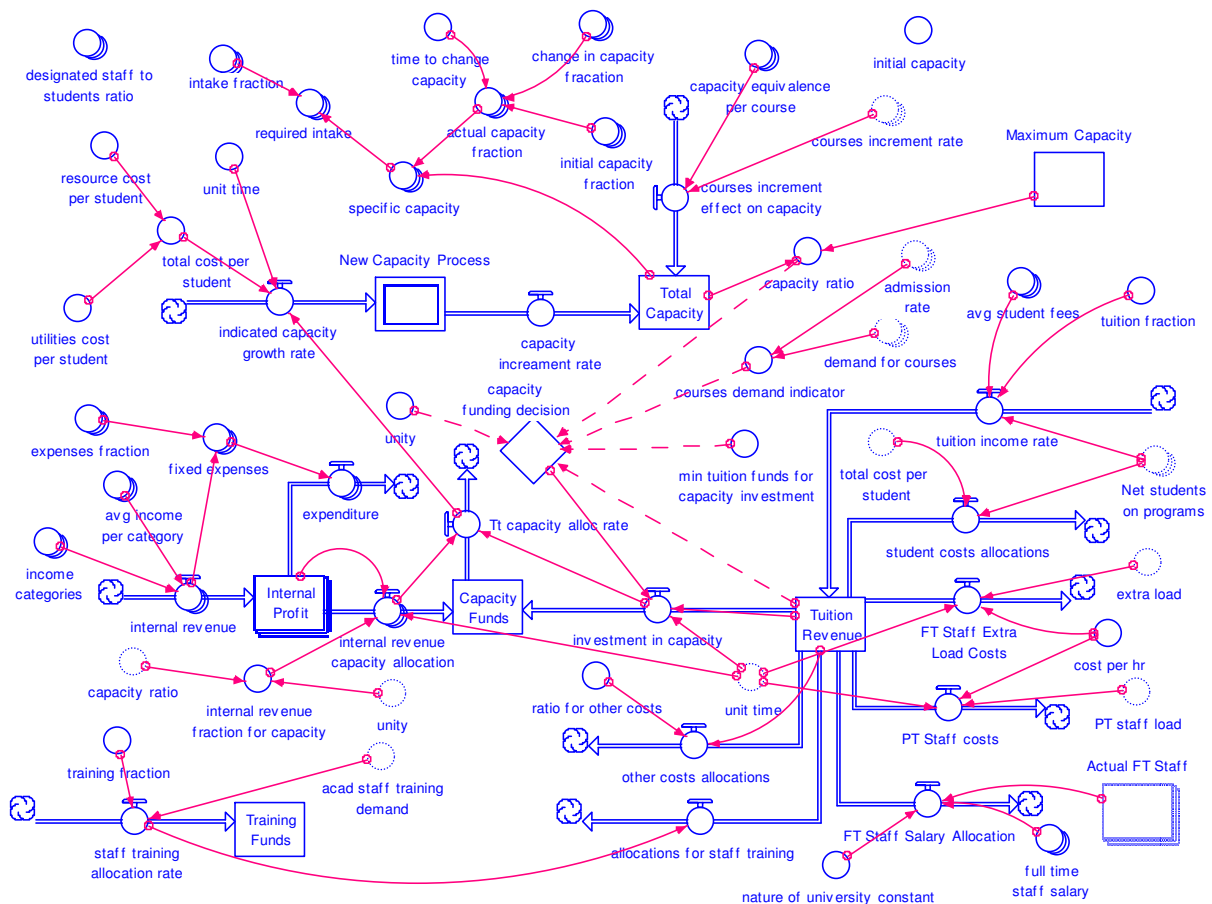 designated staff to
students ratio
intake fraction
time to change
capacity
change in capacity
fracation
initial capacity
capacity equivalence
per course
courses increment rate
required intake
actual capacity
fraction
initial capacity
fraction
Maximum Capacity
resource cost
per student
unit time
specific capacity
courses increment
effect on capacity
total cost per
student
New Capacity Process
Total
Capacity
capacity ratio
admission
rate
avg student fees
tuition fraction
utilities cost
per student
indicated capacity
growth rate
capacity
increament rate
demand for courses
courses demand indicator
capacity
funding decision
unity
min tuition funds for
capacity investment
tuition income rate
total cost per
student
Net students
on programs
expenses fraction
fixed expenses
avg income
per category
expenditure
Tt capacity alloc rate
student costs allocations
income
categories
internal revenue
Internal
Profit
internal revenue
capacity allocation
Capacity
Funds
investment in capacity
Tuition
Revenue
FT Staff Extra
Load Costs
extra load
cost per hr
capacity ratio
internal revenue
fraction for capacity
unity
ratio for other costs
unit time
PT Staff costs
PT staff load
training fraction
acad staff training
demand
other costs allocations
Actual FT Staff
staff training
allocation rate
Training
Funds
allocations for staff training
FT Staff Salary Allocation
nature of university constant
full time
staff salary